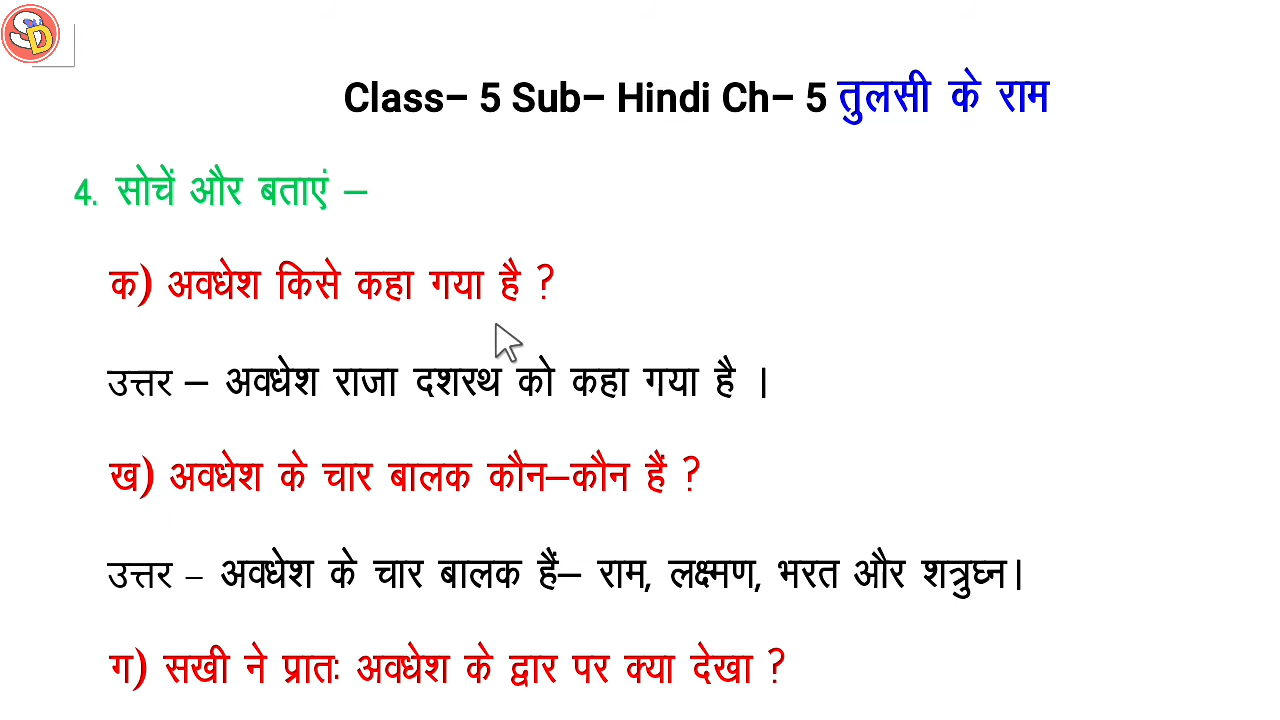 SD
Class– 5 Sub– Hindi Ch– 5 तुलसी के राम
4. सोचें और बताएं –
क) अवधेश किसे कहा गया है ?
उत्तर – अवधेश राजा दशरथ को कहा गया है ।
ख) अवधेश के चार बालक कौन–कौन हैं ?
उत्तर – अवधेश के चार बालक हैं– राम, लक्ष्मण, भरत और शत्रुघ्न।
ग) सखी ने प्रातः अवधेश के द्वार पर क्या देखा ?